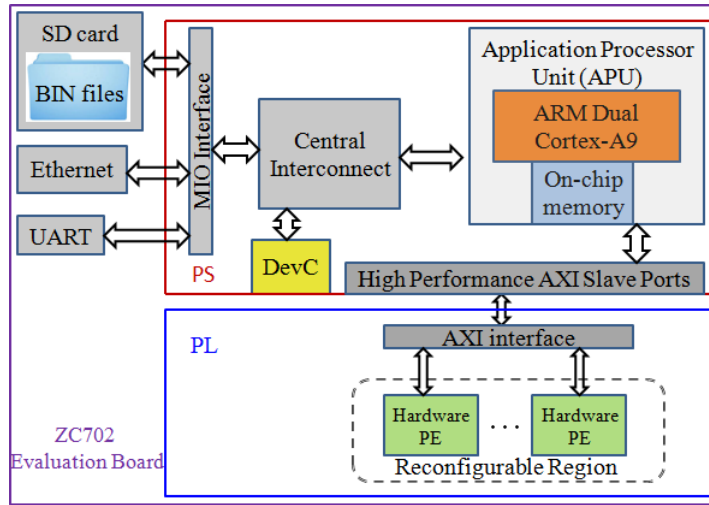 SD card
BIN files
Ethernet
UART
MIO Interface
Central
Interconnect
DevC
PS
Application Processor
Unit (APU)
ARM Dual
Cortex-A9
On-chip
memory
High Performance AXI Slave Ports
PL
AXI interface
Hardware
PE
. . .
Hardware
PE
Reconfigurable Region
ZC702
Evaluation Board